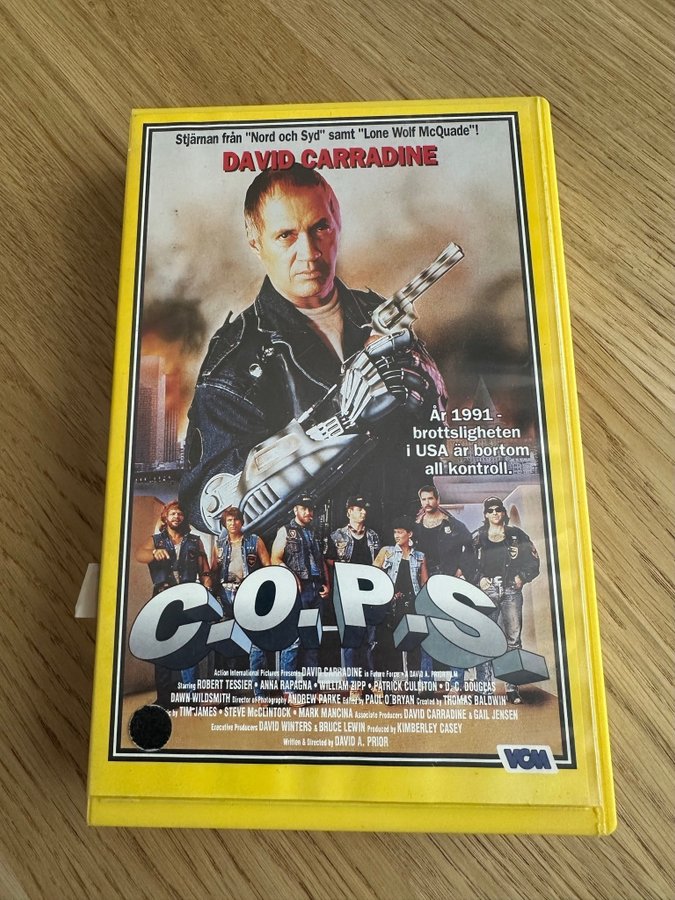 Stjärnan från "Nord och Syd" samt "Lone Wolf McQuade"!
DAVID CARRADINE
År 1991 -
brottsligheten
i USA är bortom
all kontroll.
C.O.P.S.
Action International Pictures Presents DAVID CARRADINE in Future Force • A DAVID A. PRIOR FILM
Starring ROBERT TESSIER • ANNA RAPAGNA • WILLIAM ZIPP • PATRICK CULLITON • D.C. DOUGLAS
DAWN WILDSMITH Director of Photography ANDREW PARKE Edited by PAUL O'BRYAN Created by THOMAS BALDWIN
by TIM JAMES • STEVE McCLINTOCK • MARK MANCINA Associate Producers DAVID CARRADINE & GAIL JENSEN
Executive Producers DAVID WINTERS & BRUCE LEWIN Produced by KIMBERLEY CASEY
Written & Directed by DAVID A. PRIOR
VCM